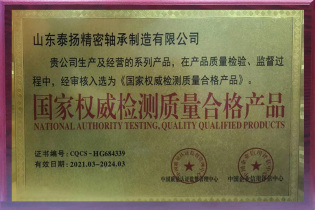 山东泰扬精密轴承制造有限公司
贵公司生产及经营的系列产品，在产品质量检验、监督过
程中，经审核入选为《国家权威检测质量合格产品》。
国家权威检测质量合格产品
NATIONAL AUTHORITY TESTING, QUALITY QUALIFIED PRODUCTS
证书编号：CQCS-HG684339
有效日期：2021.03-2024.03